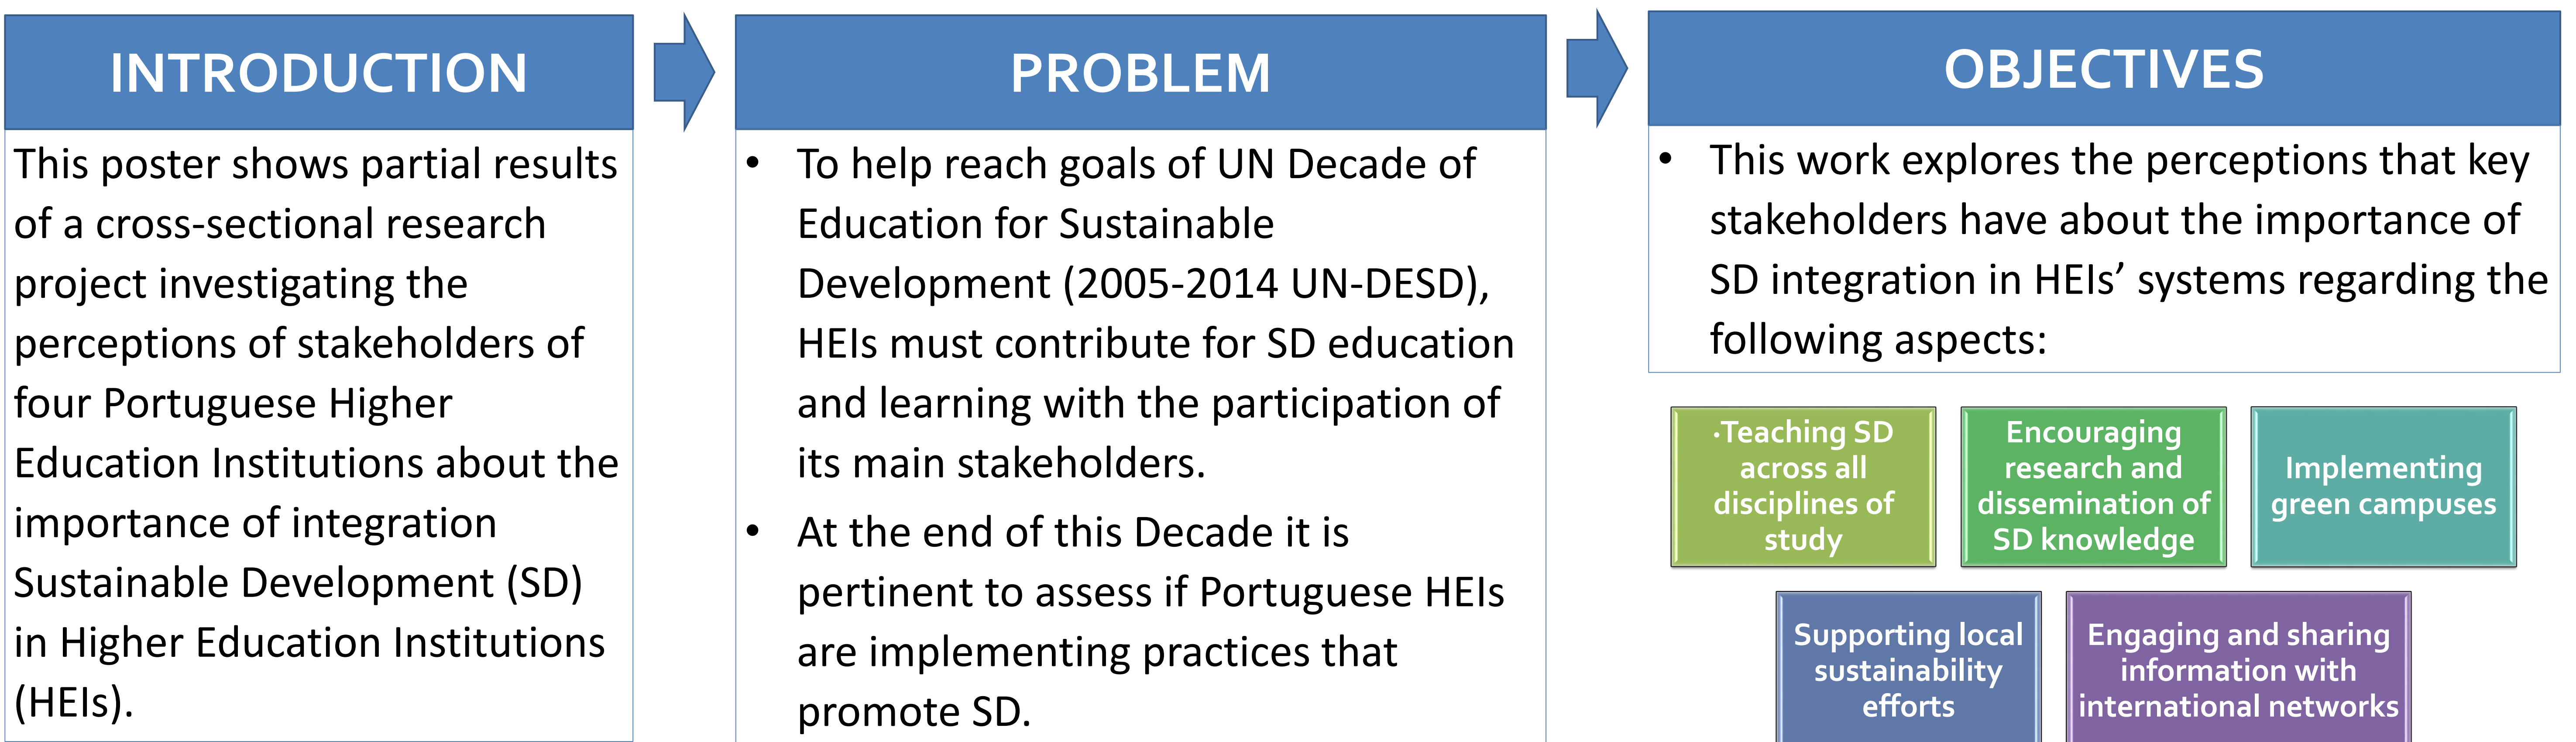 INTRODUCTION
This poster shows partial results
of a cross-sectional research
project investigating the
perceptions of stakeholders of
four Portuguese Higher
Education Institutions about the
importance of integration
Sustainable Development (SD)
in Higher Education Institutions
(HEIs).
PROBLEM
• To help reach goals of UN Decade of
Education for Sustainable
Development (2005-2014 UN-DESD),
HEIs must contribute for SD education
and learning with the participation of
its main stakeholders.
• At the end of this Decade it is
pertinent to assess if Portuguese HEIs
are implementing practices that
promote SD.
OBJECTIVES
• This work explores the perceptions that key
stakeholders have about the importance of
SD integration in HEIs’ systems regarding the
following aspects:
·Teaching SD
across all
disciplines of
study
Encouraging
research and
dissemination of
SD knowledge
Implementing
green campuses
Supporting local
sustainability
efforts
Engaging and sharing
information with
international networks